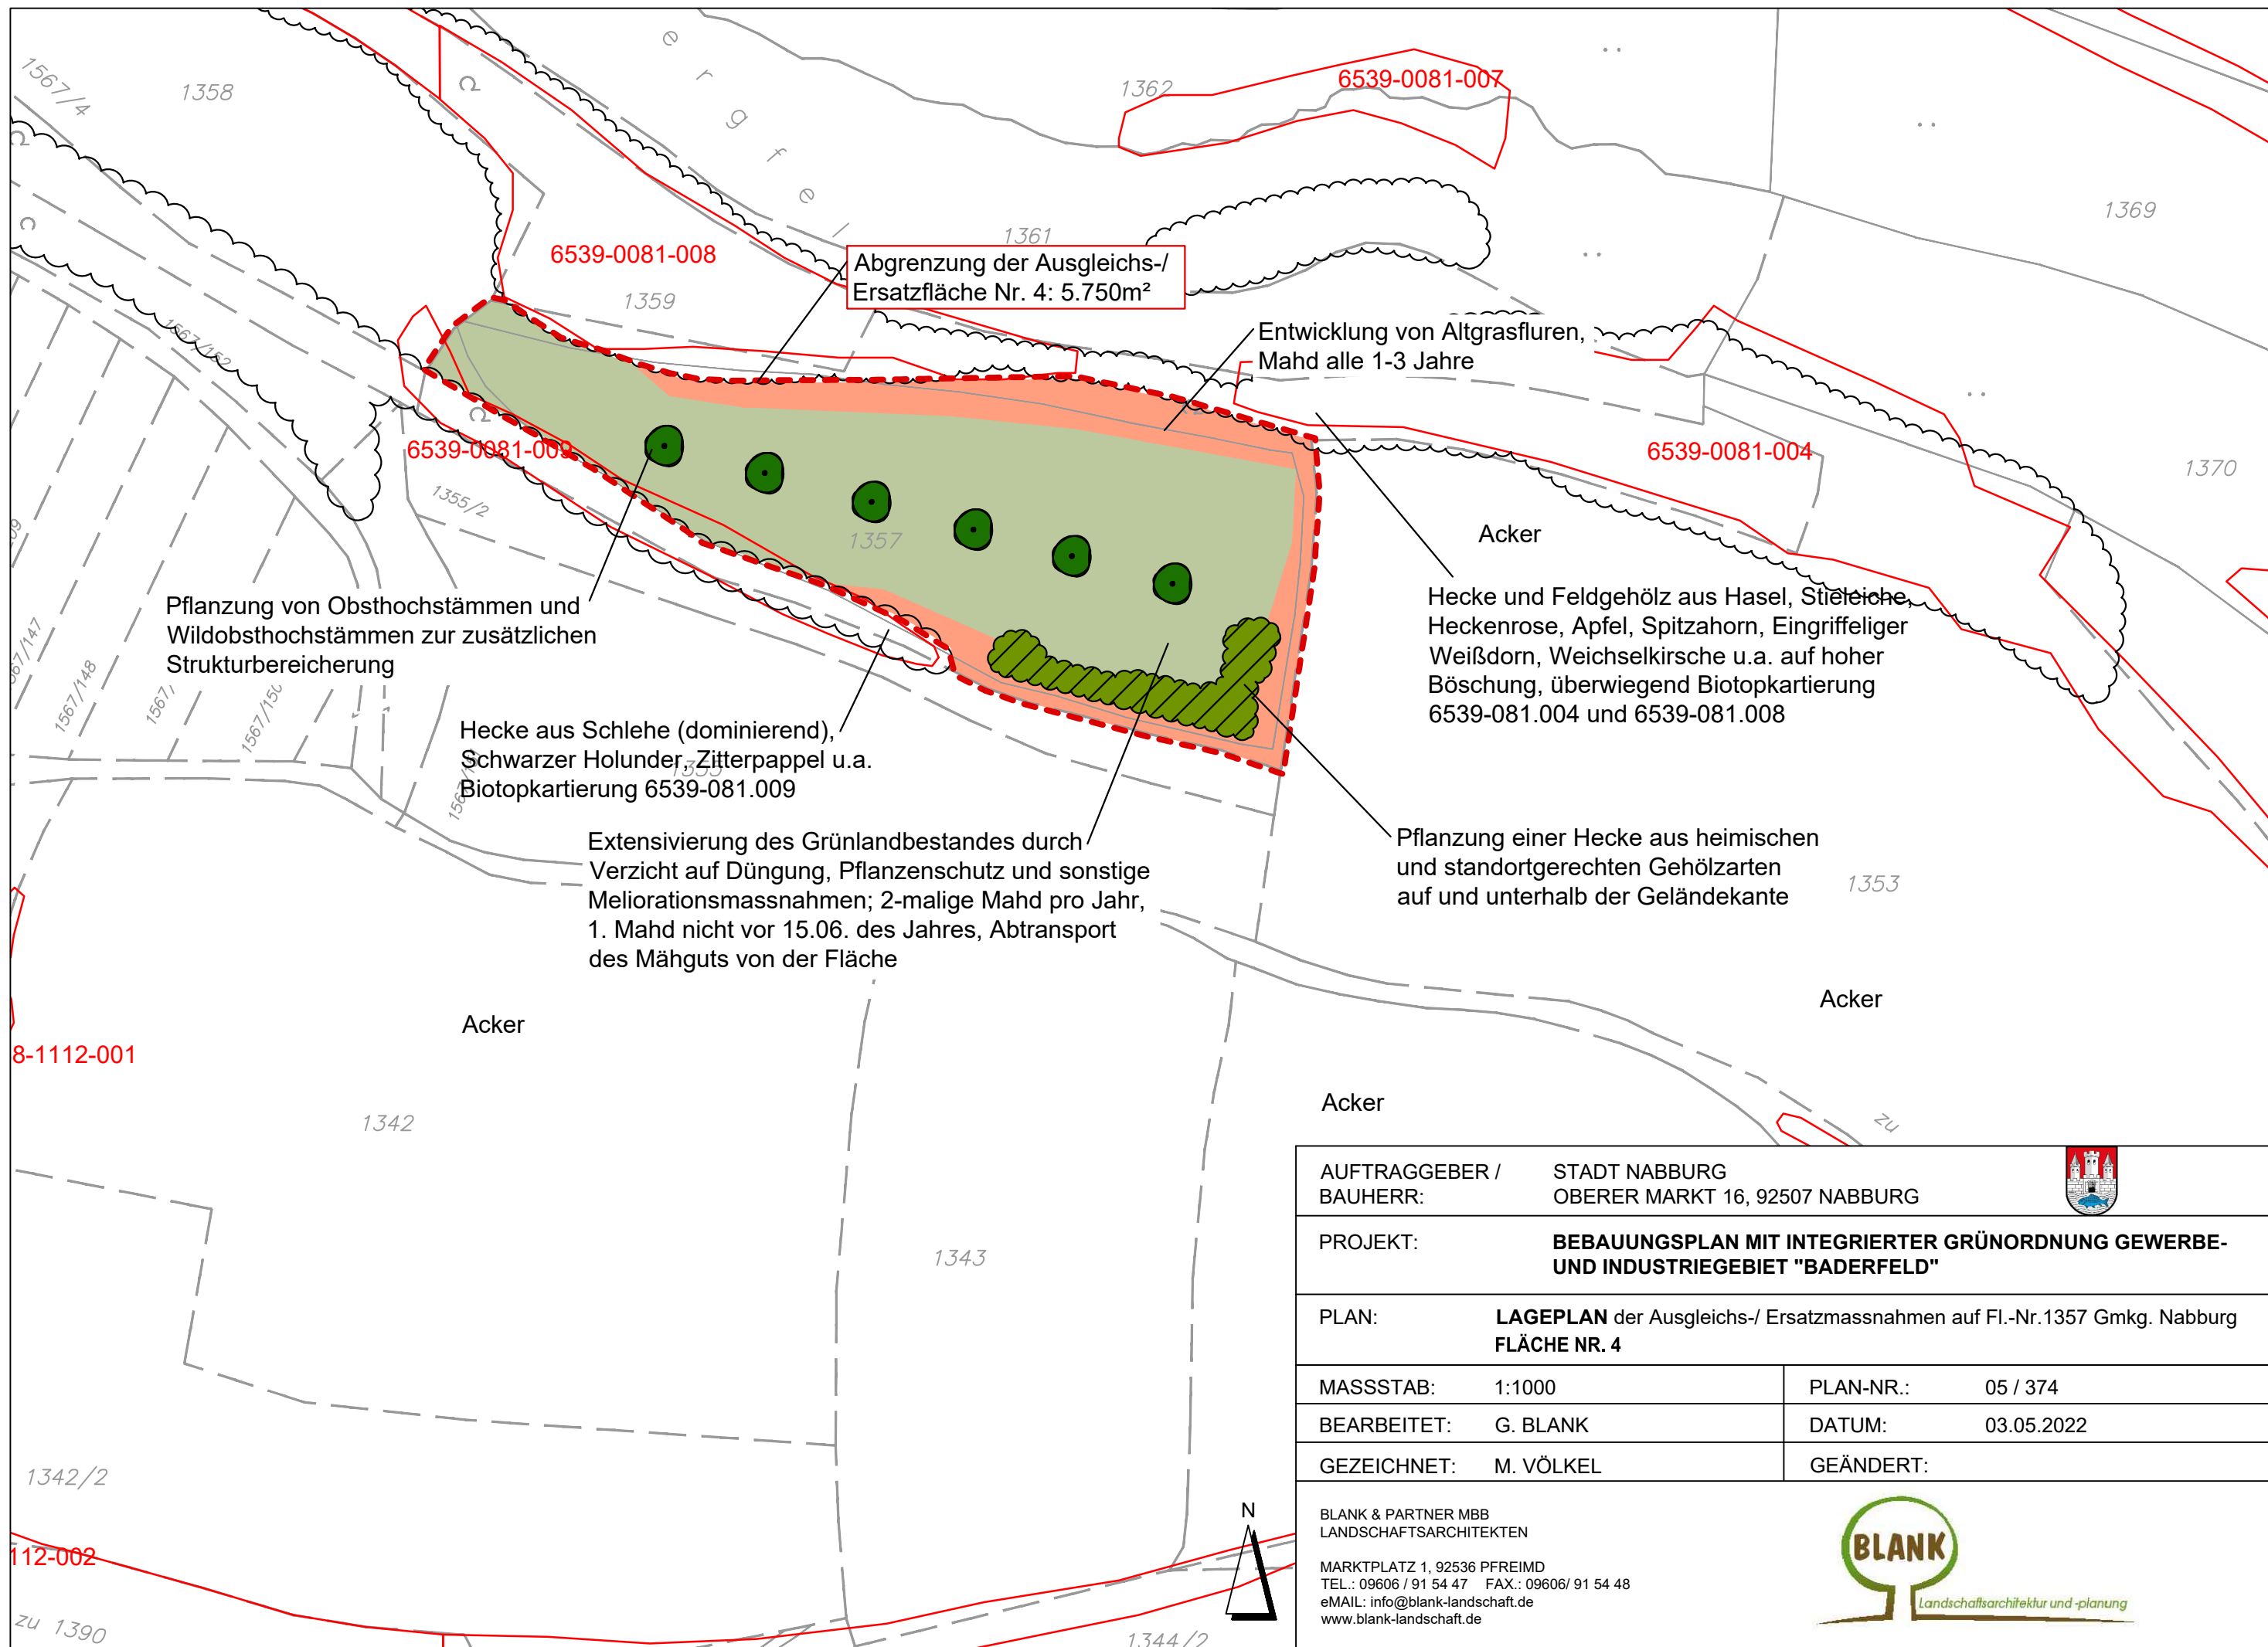 1567/4
1358
e
r
g
f
e
l
1362
6539-0081-007
1369
1361
6539-0081-008
1359
Abgrenzung der Ausgleichs-/
Ersatzfläche Nr. 4: 5.750m²
Entwicklung von Altgrasfluren,
Mahd alle 1-3 Jahre
1567/152
6539-0081-009
6539-0081-004
1370
1355/2
1357
Acker
Pflanzung von Obsthochstämmen und
Wildobsthochstämmen zur zusätzlichen
Strukturbereicherung
Hecke und Feldgehölz aus Hasel, Stieleiche,
Heckenrose, Apfel, Spitzahorn, Eingriffeliger
Weißdorn, Weichselkirsche u.a. auf hoher
Böschung, überwiegend Biotopkartierung
6539-081.004 und 6539-081.008
1567/148
1567/150
Hecke aus Schlehe (dominierend),
Schwarzer Holunder, Zitterpappel u.a.
Biotopkartierung 6539-081.009
1355
Extensivierung des Grünlandbestandes durch
Verzicht auf Düngung, Pflanzenschutz und sonstige
Meliorationsmassnahmen; 2-malige Mahd pro Jahr,
1. Mahd nicht vor 15.06. des Jahres, Abtransport
des Mähguts von der Fläche
Pflanzung einer Hecke aus heimischen
und standortgerechten Gehölzarten
auf und unterhalb der Geländekante
1353
Acker
Acker
8-1112-001
Acker
1342
zu
1343
1342/2
112-002
zu 1390
1344/2
N
AUFTRAGGEBER / STADT NABBURG
BAUHERR: OBERER MARKT 16, 92507 NABBURG
PROJEKT: BEBAUUNGSPLAN MIT INTEGRIERTER GRÜNORDNUNG GEWERBE-
UND INDUSTRIEGEBIET "BADERFELD"
PLAN: LAGEPLAN der Ausgleichs-/ Ersatzmassnahmen auf Fl.-Nr.1357 Gmkg. Nabburg
FLÄCHE NR. 4
MASSSTAB: 1:1000 PLAN-NR.: 05 / 374
BEARBEITET: G. BLANK DATUM: 03.05.2022
GEZEICHNET: M. VÖLKEL GEÄNDERT:
BLANK & PARTNER MBB
LANDSCHAFTSARCHITEKTEN
MARKTPLATZ 1, 92536 PFREIMD
TEL.: 09606 / 91 54 47 FAX.: 09606/ 91 54 48
eMAIL: info@blank-landschaft.de
www.blank-landschaft.de
BLANK
Landschaftsarchitektur und -planung